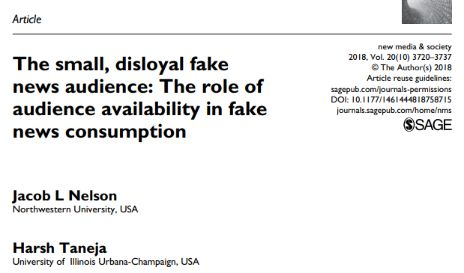 Article
new media & society
2018, Vol. 20(10) 3720–3737
© The Author(s) 2018
Article reuse guidelines:
sagepub.com/journals-permissions
DOI: 10.1177/1461444818758715
journals.sagepub.com/home/nms
SAGE
The small, disloyal fake
news audience: The role of
audience availability in fake
news consumption
Jacob L Nelson
Northwestern University, USA
Harsh Taneja
University of Illinois Urbana-Champaign, USA